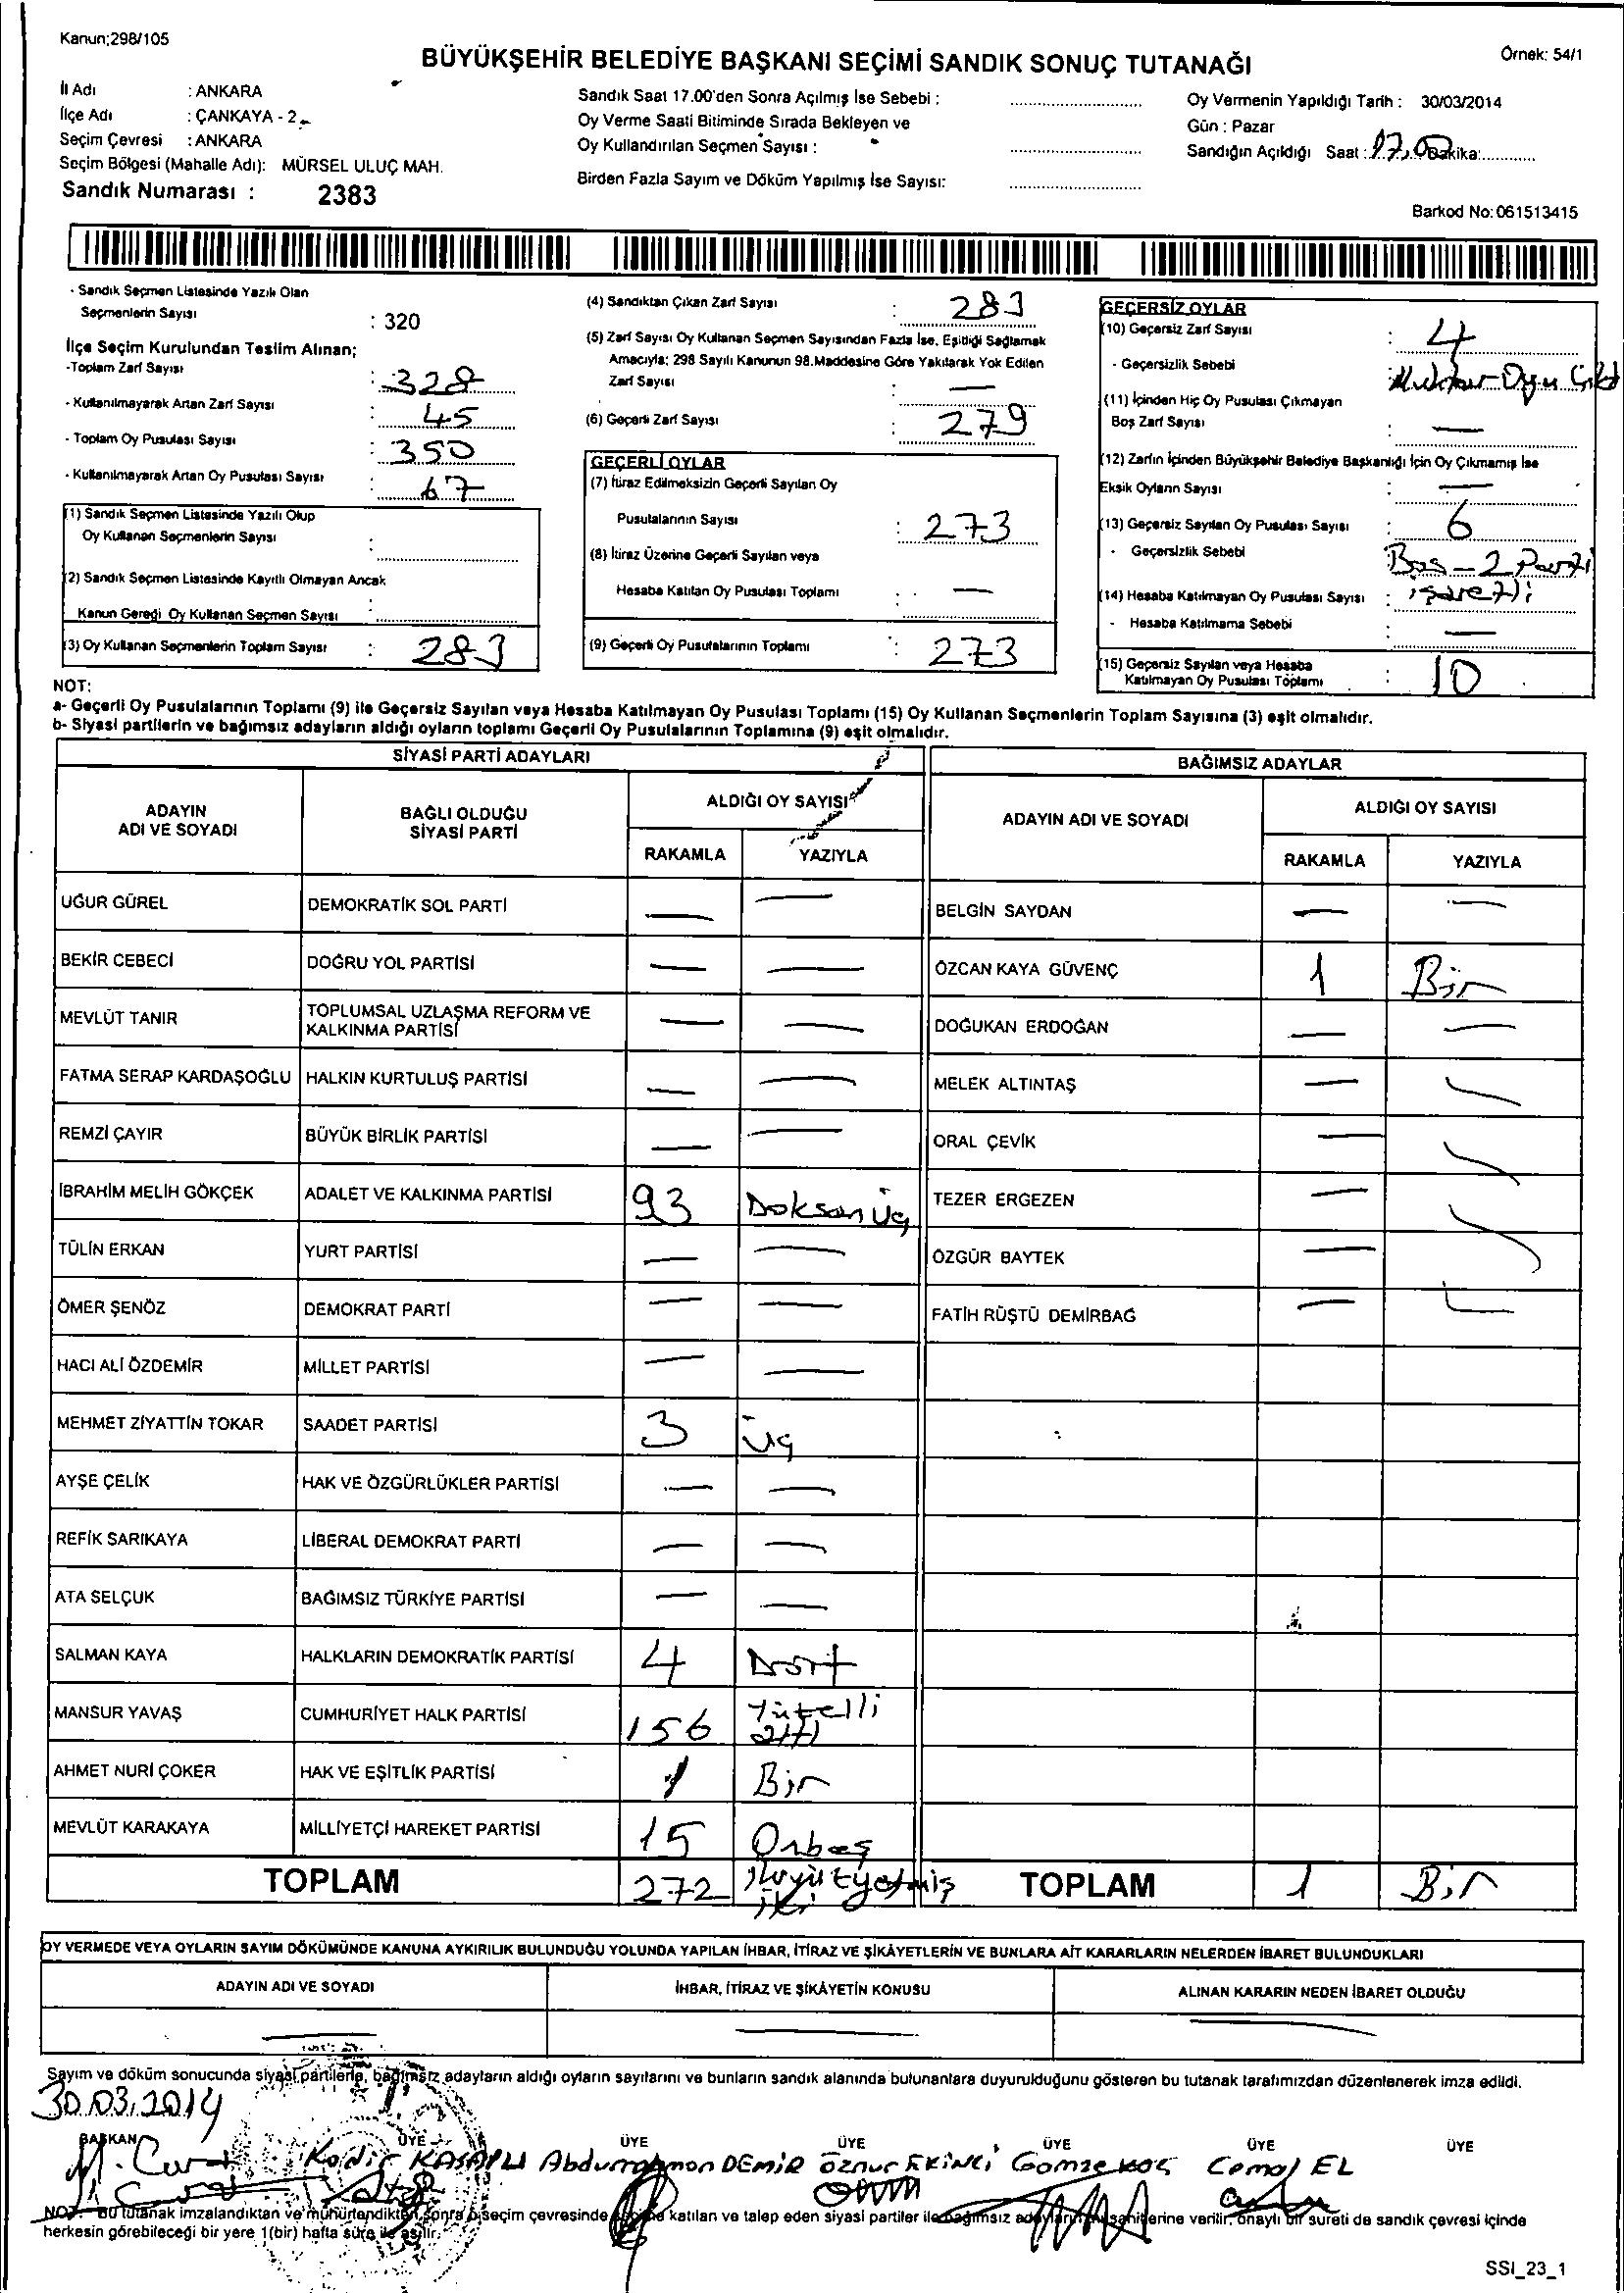 Kanun;298/105
BÜYÜKŞEHİR BELEDİYE BAŞKANI SEÇİMİ SANDIK SONUÇ TUTANAĞI
Örnek: 54/1
İl Adı : ANKARA
İlçe Adı : ÇANKAYA - 2
Seçim Çevresi : ANKARA
Seçim Bölgesi (Mahalle Adı): MÜRSEL ULUÇ MAH.
Sandık Numarası : 2383
Sandık Saat 17.00'den Sonra Açılmış İse Sebebi :
Oy Verme Saati Bitiminde Sırada Bekleyen ve
Oy Kullandırılan Seçmen Sayısı :
Birden Fazla Sayım ve Döküm Yapılmış İse Sayısı:
Oy Vermenin Yapıldığı Tarih : 30/03/2014
Gün : Pazar
Sandığın Açıldığı Saat : 17.00 Dakika:
Barkod No: 061513415
- Sandık Seçmen Listesinde Yazılı Olan
Seçmenlerin Sayısı : 320
İlçe Seçim Kurulundan Teslim Alınan;
-Toplam Zarf Sayısı : 328
- Kullanılmayarak Artan Zarf Sayısı : 45
- Toplam Oy Pusulası Sayısı : 350
- Kullanılmayarak Artan Oy Pusulası Sayısı : 67
(1) Sandık Seçmen Listesinde Yazılı Olup
Oy Kullanan Seçmenlerin Sayısı :
(2) Sandık Seçmen Listesinde Kayıtlı Olmayan Ancak
Kanun Gereği Oy Kullanan Seçmen Sayısı :
(3) Oy Kullanan Seçmenlerin Toplam Sayısı : 283
(4) Sandıktan Çıkan Zarf Sayısı : 283
(5) Zarf Sayısı Oy Kullanan Seçmen Sayısından Fazla İse, Eşitliği Sağlamak
Amacıyla; 298 Sayılı Kanunun 98.Maddesine Göre Yakılarak Yok Edilen
Zarf Sayısı : —
(6) Geçerli Zarf Sayısı : 279
GEÇERLİ OYLAR
(7) İtiraz Edilmeksizin Geçerli Sayılan Oy
Pusulalarının Sayısı : 273
(8) İtiraz Üzerine Geçerli Sayılan veya
Hesaba Katılan Oy Pusulası Toplamı : —
(9) Geçerli Oy Pusulalarının Toplamı : 273
GEÇERSİZ OYLAR
(10) Geçersiz Zarf Sayısı : 4
- Geçersizlik Sebebi : Muhtar Oyu Çıktı
(11) İçinden Hiç Oy Pusulası Çıkmayan
Boş Zarf Sayısı : —
(12) Zarfın İçinden Büyükşehir Belediye Başkanlığı İçin Oy Çıkmamış İse
Eksik Oyların Sayısı : —
(13) Geçersiz Sayılan Oy Pusulası Sayısı : 6
- Geçersizlik Sebebi : Boş - 2 Parti
işaretli
(14) Hesaba Katılmayan Oy Pusulası Sayısı :
- Hesaba Katılmama Sebebi : —
(15) Geçersiz Sayılan veya Hesaba
Katılmayan Oy Pusulası Toplamı : 10
NOT:
a- Geçerli Oy Pusulalarının Toplamı (9) ile Geçersiz Sayılan veya Hesaba Katılmayan Oy Pusulası Toplamı (15) Oy Kullanan Seçmenlerin Toplam Sayısına (3) eşit olmalıdır.
b- Siyasi partilerin ve bağımsız adayların aldığı oyların toplamı Geçerli Oy Pusulalarının Toplamına (9) eşit olmalıdır.
SİYASİ PARTİ ADAYLARI
ADAYIN ADI VE SOYADI
BAĞLI OLDUĞU SİYASİ PARTİ
ALDIĞI OY SAYISI
RAKAMLA YAZIYLA
UĞUR GÜREL DEMOKRATİK SOL PARTİ — —
BEKİR CEBECİ DOĞRU YOL PARTİSİ — —
MEVLÜT TANIR TOPLUMSAL UZLAŞMA REFORM VE KALKINMA PARTİSİ — —
FATMA SERAP KARDAŞOĞLU HALKIN KURTULUŞ PARTİSİ — —
REMZİ ÇAYIR BÜYÜK BİRLİK PARTİSİ — —
İBRAHİM MELİH GÖKÇEK ADALET VE KALKINMA PARTİSİ 93 Doksan üç
TÜLİN ERKAN YURT PARTİSİ — —
ÖMER ŞENÖZ DEMOKRAT PARTİ — —
HACI ALİ ÖZDEMİR MİLLET PARTİSİ — —
MEHMET ZİYATTİN TOKAR SAADET PARTİSİ 3 üç
AYŞE ÇELİK HAK VE ÖZGÜRLÜKLER PARTİSİ — —
REFİK SARIKAYA LİBERAL DEMOKRAT PARTİ — —
ATA SELÇUK BAĞIMSIZ TÜRKİYE PARTİSİ — —
SALMAN KAYA HALKLARIN DEMOKRATİK PARTİSİ 4 Dört
MANSUR YAVAŞ CUMHURİYET HALK PARTİSİ 156 Yüzelli altı
AHMET NURİ ÇOKER HAK VE EŞİTLİK PARTİSİ 1 Bir
MEVLÜT KARAKAYA MİLLİYETÇİ HAREKET PARTİSİ 15 Onbeş
TOPLAM 272 ikiyüzyetmiş iki
BAĞIMSIZ ADAYLAR
ADAYIN ADI VE SOYADI
ALDIĞI OY SAYISI
RAKAMLA YAZIYLA
BELGİN SAYDAN — —
ÖZCAN KAYA GÜVENÇ 1 Bir
DOĞUKAN ERDOĞAN — —
MELEK ALTINTAŞ —
ORAL ÇEVİK —
TEZER ERGEZEN —
ÖZGÜR BAYTEK —
FATİH RÜŞTÜ DEMİRBAĞ —
TOPLAM 1 Bir
OY VERMEDE VEYA OYLARIN SAYIM DÖKÜMÜNDE KANUNA AYKIRILIK BULUNDUĞU YOLUNDA YAPILAN İHBAR, İTİRAZ VE ŞİKÂYETLERİN VE BUNLARA AİT KARARLARIN NELERDEN İBARET BULUNDUKLARI
ADAYIN ADI VE SOYADI
İHBAR, İTİRAZ VE ŞİKÂYETİN KONUSU
ALINAN KARARIN NEDEN İBARET OLDUĞU
— — —
Sayım ve döküm sonucunda siyasi partilerle, bağımsız adayların aldığı oyların sayılarını ve bunların sandık alanında bulunanlara duyurulduğunu gösteren bu tutanak tarafımızdan düzenlenerek imza edildi.
30.03.2014
BAŞKAN ÜYE ÜYE ÜYE ÜYE ÜYE ÜYE
Kadir KASAPLI Abdurrahman DEMİR Öznur EKİNCİ Gamze KOÇ Cemal EL
NOT: Bu tutanak imzalandıktan ve mühürlendikten sonra seçim çevresinde katılan ve talep eden siyasi partiler ile bağımsız adayların verilir, onaylı bir sureti de sandık çevresi içinde
herkesin görebileceği bir yere 1(bir) hafta süre ile asılır.
SSI_23_1